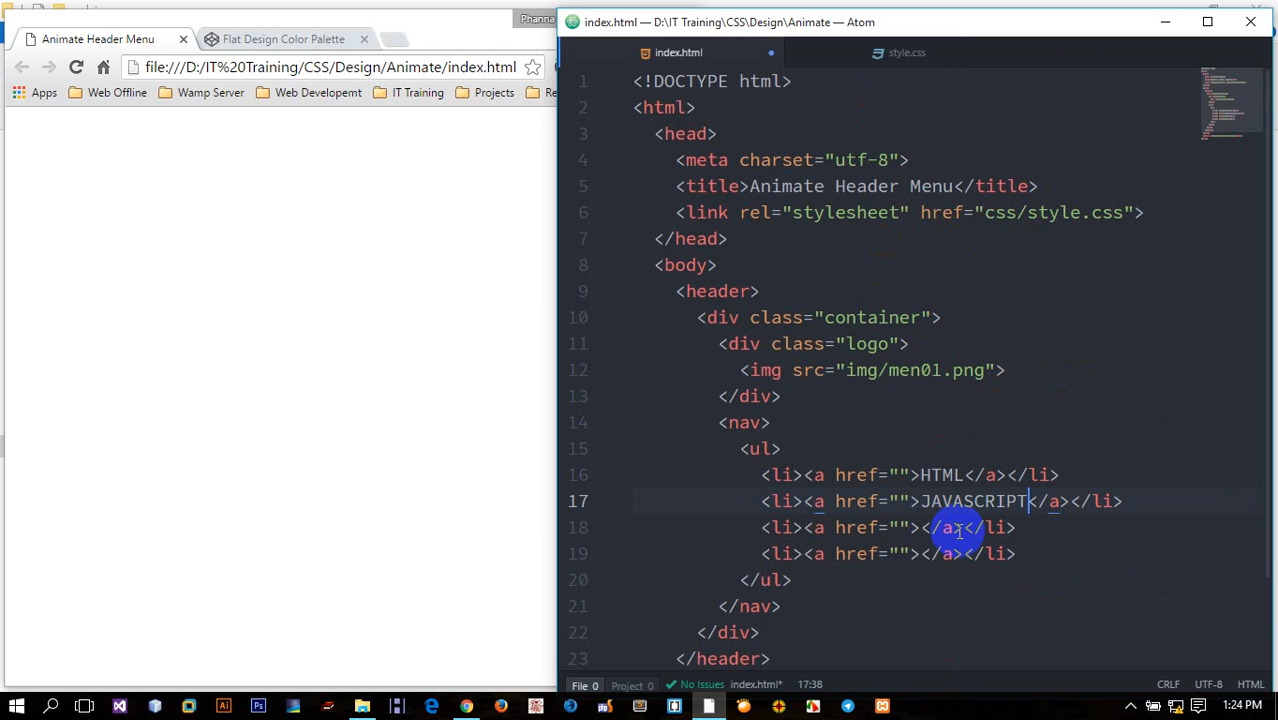 Phanna
index.html — D:\IT Training\CSS\Design\Animate — Atom
Animate Header Menu
Flat Design Color Palette
index.html
style.css
file:///D:/IT%20Training/CSS/Design/Animate/index.html
Apps
Web Offline
Wamp Server
Web Developemt
IT Training
Projects
1 <!DOCTYPE html>
2 <html>
3 <head>
4 <meta charset="utf-8">
5 <title>Animate Header Menu</title>
6 <link rel="stylesheet" href="css/style.css">
7 </head>
8 <body>
9 <header>
10 <div class="container">
11 <div class="logo">
12 <img src="img/men01.png">
13 </div>
14 <nav>
15 <ul>
16 <li><a href="">HTML</a></li>
17 <li><a href="">JAVASCRIPT</a></li>
18 <li><a href=""></a></li>
19 <li><a href=""></a></li>
20 </ul>
21 </nav>
22 </div>
23 </header>
File 0 Project 0 No Issues index.html* 17:38 CRLF UTF-8 HTML
1:24 PM